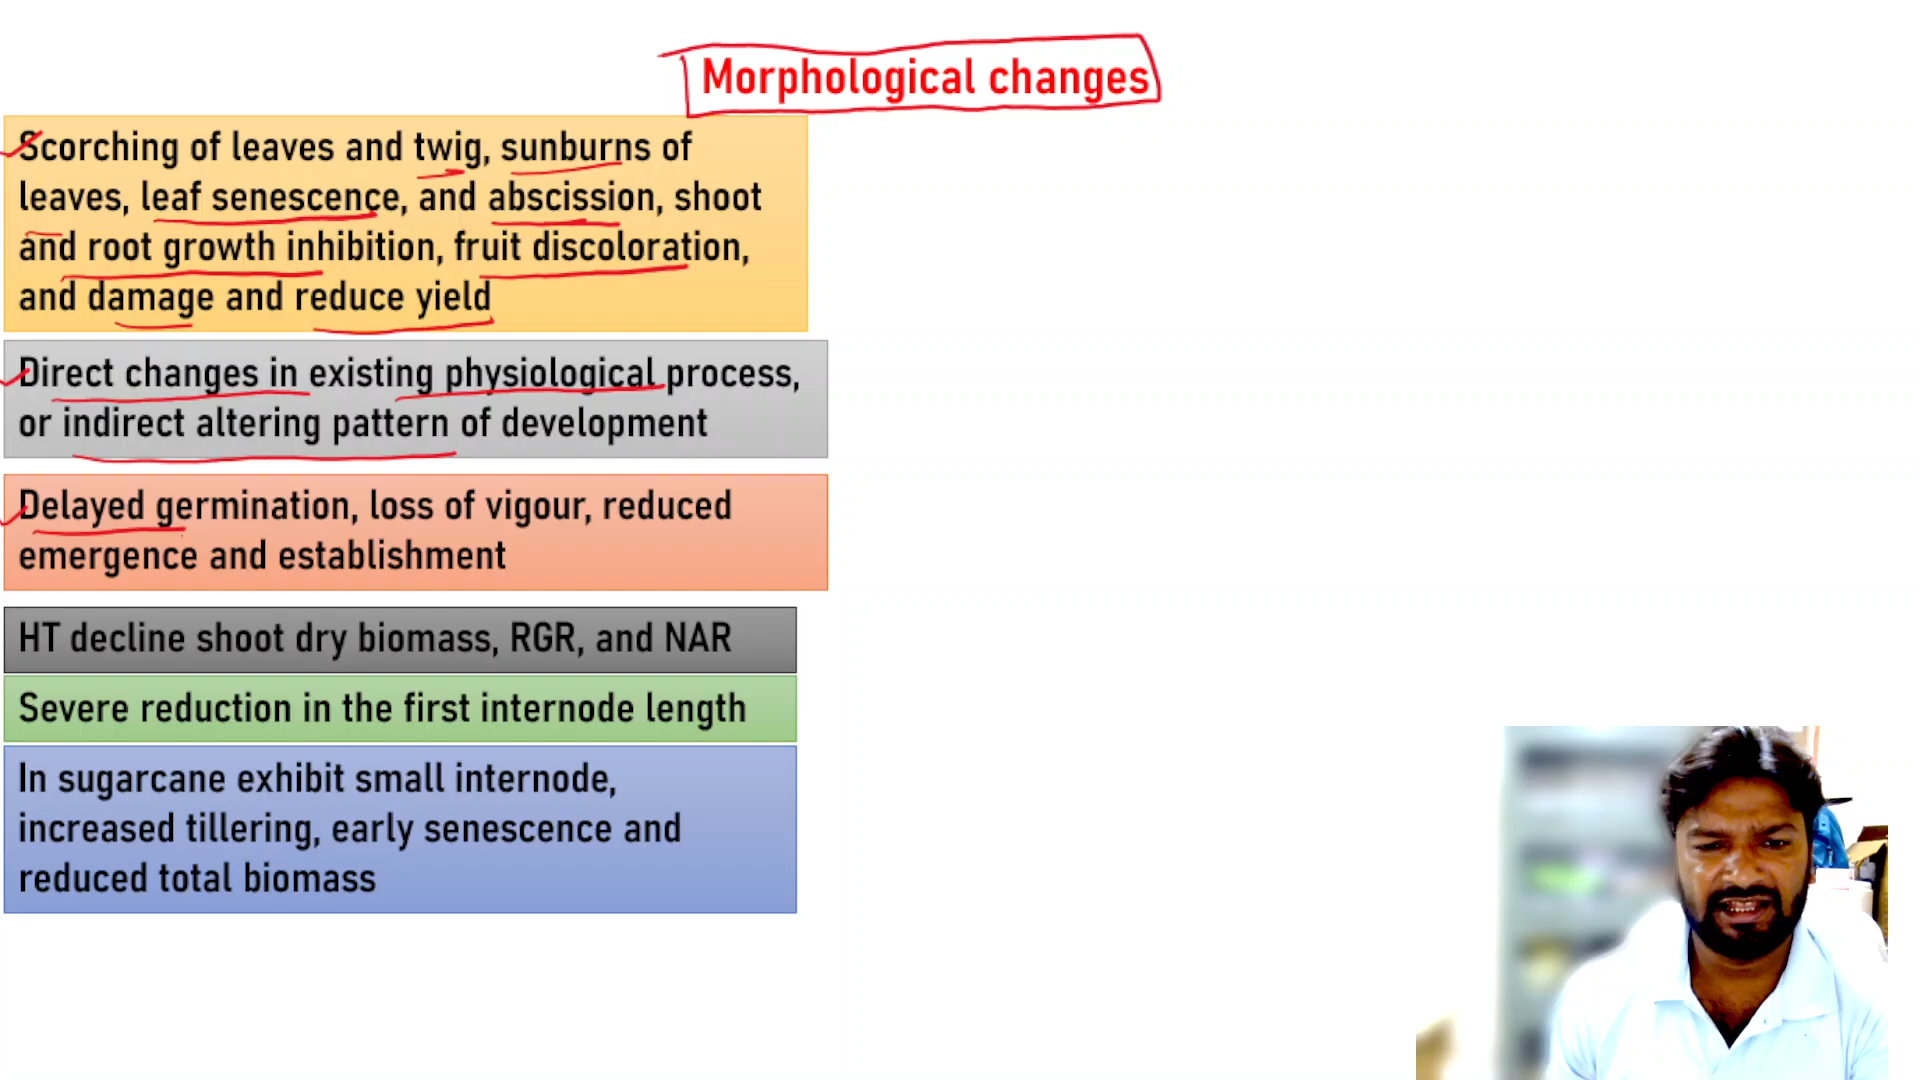 Morphological changes
Scorching of leaves and twig, sunburns of
leaves, leaf senescence, and abscission, shoot
and root growth inhibition, fruit discoloration,
and damage and reduce yield
Direct changes in existing physiological process,
or indirect altering pattern of development
Delayed germination, loss of vigour, reduced
emergence and establishment
HT decline shoot dry biomass, RGR, and NAR
Severe reduction in the first internode length
In sugarcane exhibit small internode,
increased tillering, early senescence and
reduced total biomass